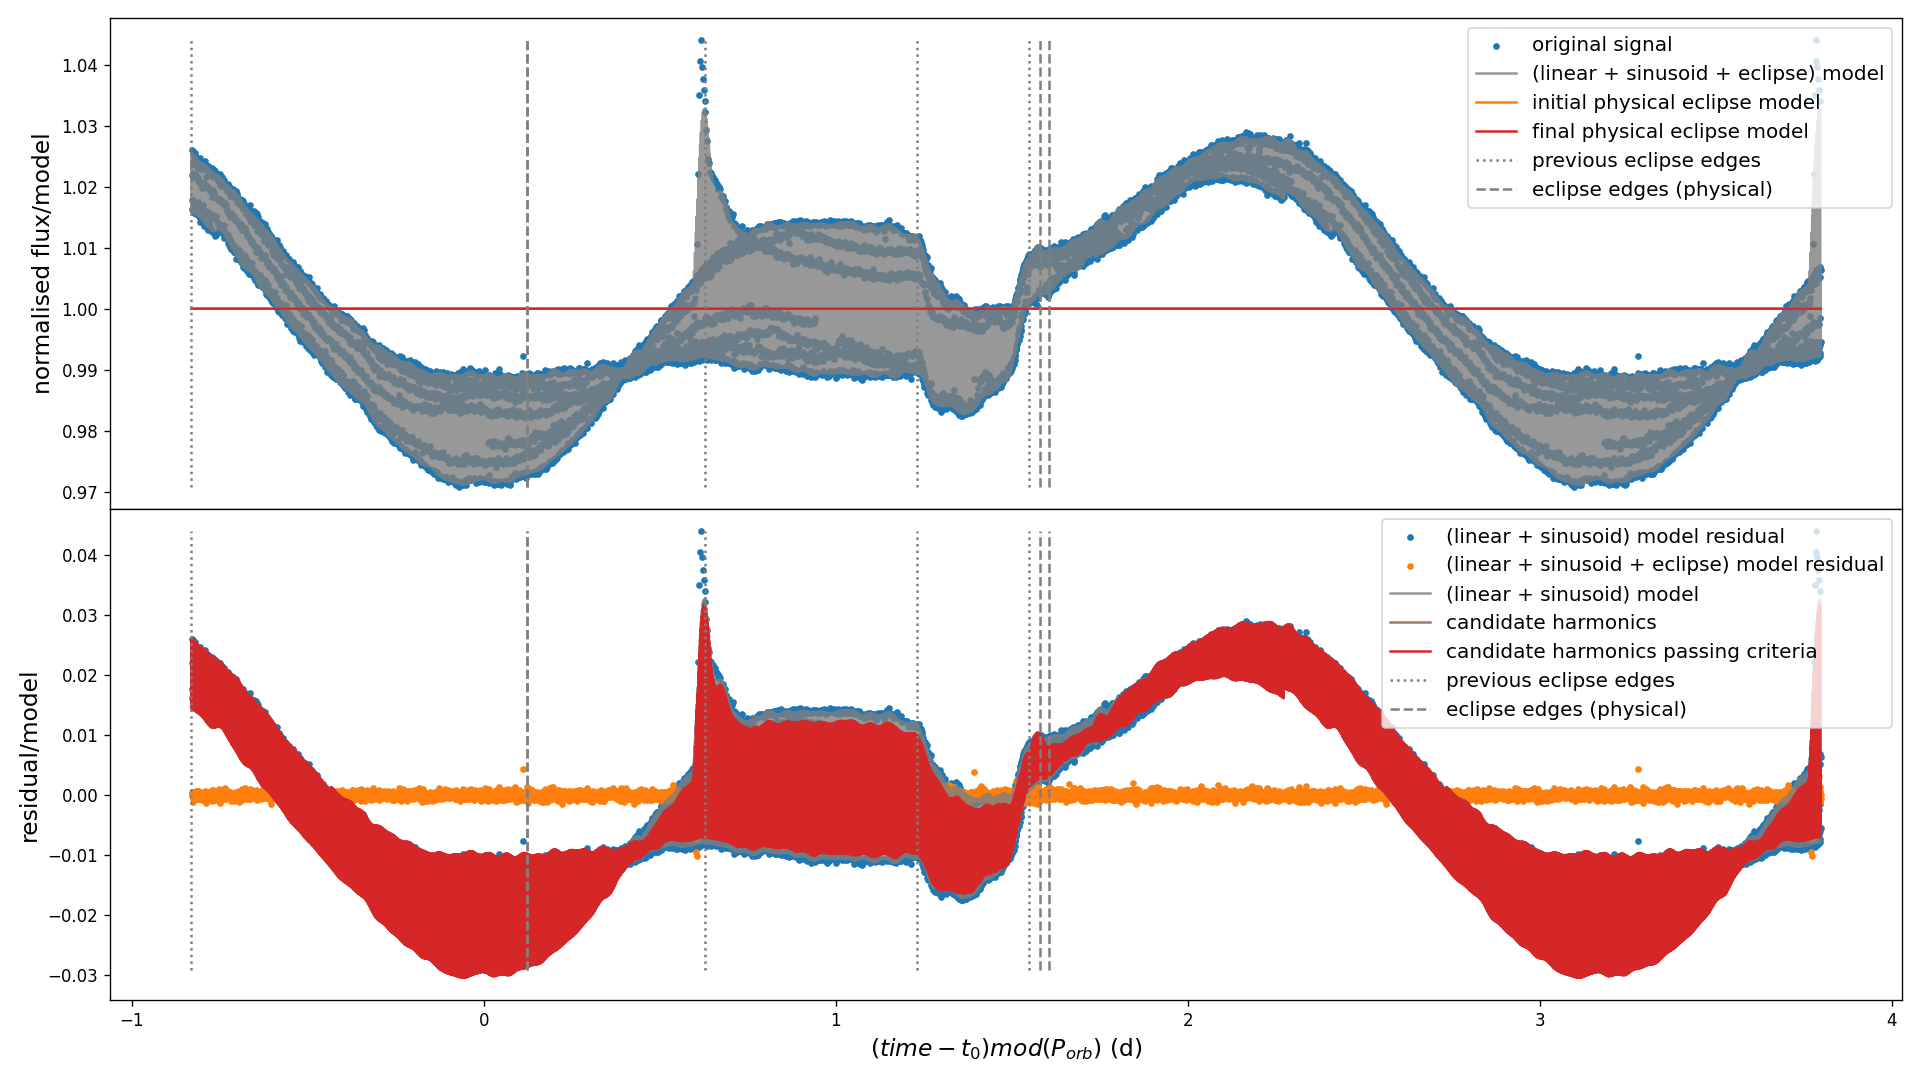 normalised flux/model
1.04
1.03
1.02
1.01
1.00
0.99
0.98
0.97
original signal
(linear + sinusoid + eclipse) model
initial physical eclipse model
final physical eclipse model
previous eclipse edges
eclipse edges (physical)
residual/model
0.04
0.03
0.02
0.01
0.00
−0.01
−0.02
−0.03
(linear + sinusoid) model residual
(linear + sinusoid + eclipse) model residual
(linear + sinusoid) model
candidate harmonics
candidate harmonics passing criteria
previous eclipse edges
eclipse edges (physical)
−1 0 1 2 3 4
(time − t0)mod(Porb) (d)